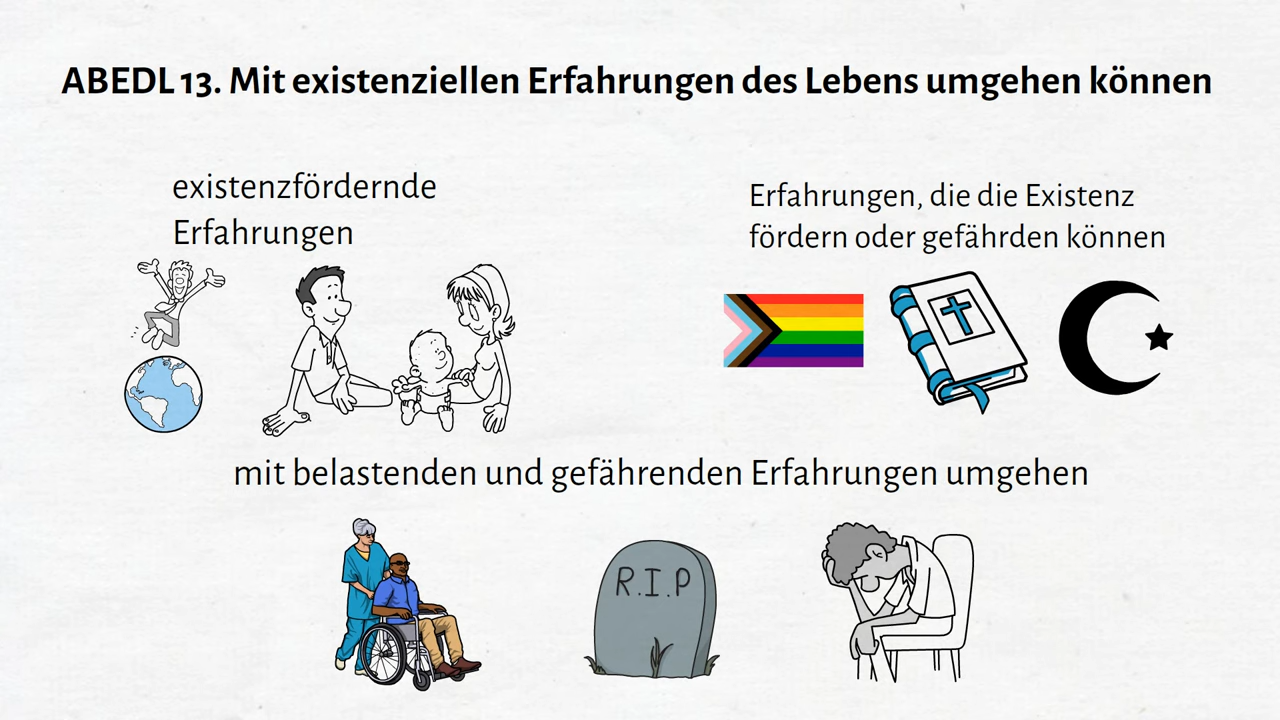 ABEDL 13. Mit existenziellen Erfahrungen des Lebens umgehen können
existenzfördernde
Erfahrungen
Erfahrungen, die die Existenz
fördern oder gefährden können
mit belastenden und gefährenden Erfahrungen umgehen
R.I.P